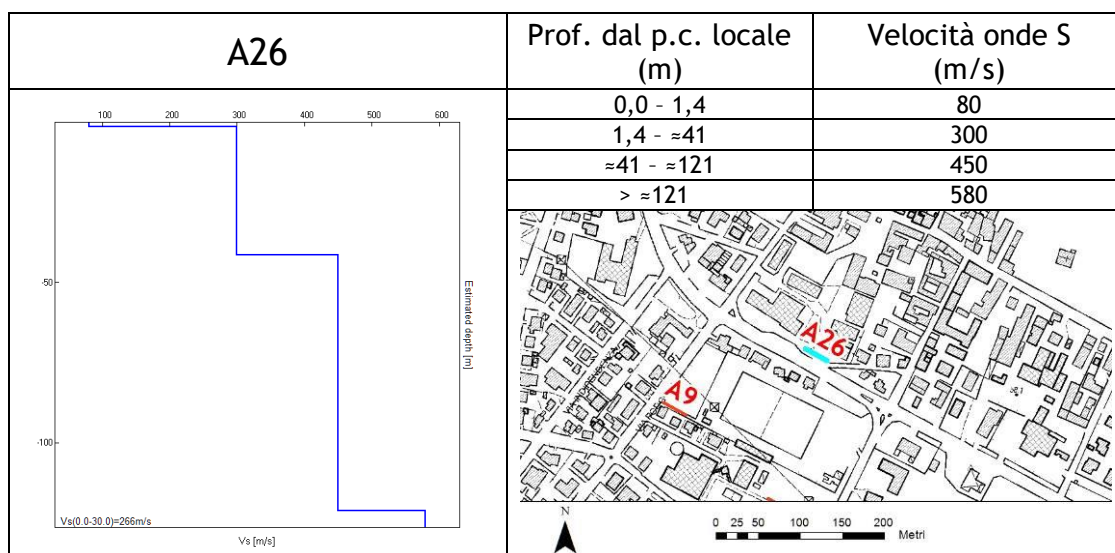 A26
Prof. dal p.c. locale
(m)
Velocità onde S
(m/s)
0,0 - 1,4
80
1,4 - ≈41
300
≈41 - ≈121
450
> ≈121
580
100
200
300
400
500
600
-50
-100
Estimated depth [m]
Vs(0.0-30.0)=266m/s
Vs [m/s]
A26
A9
N
0 25 50 100 150 200
Metri